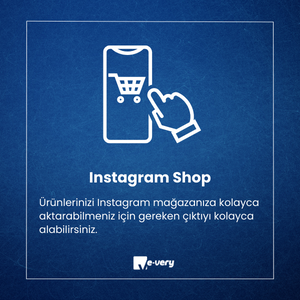 Instagram Shop
Ürünlerinizi Instagram mağazanıza kolayca
aktarabilmeniz için gereken çıktıyı kolayca
alabilirsiniz.
e-very